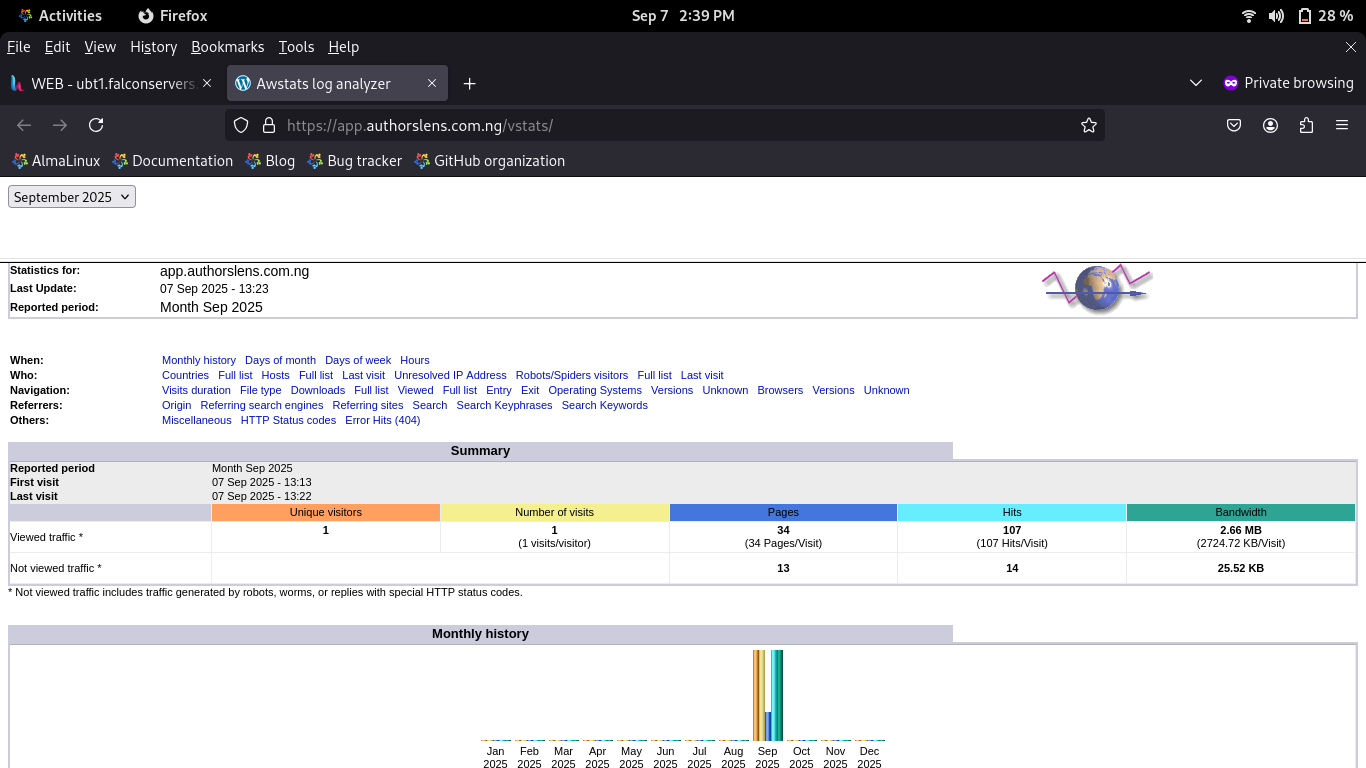 Activities Firefox Sep 7 2:39 PM 28 %
File Edit View History Bookmarks Tools Help
WEB - ubt1.falconservers. Awstats log analyzer Private browsing
https://app.authorslens.com.ng/vstats/
AlmaLinux Documentation Blog Bug tracker GitHub organization
September 2025
Statistics for: app.authorslens.com.ng
Last Update: 07 Sep 2025 - 13:23
Reported period: Month Sep 2025
When: Monthly history Days of month Days of week Hours
Who: Countries Full list Hosts Full list Last visit Unresolved IP Address Robots/Spiders visitors Full list Last visit
Navigation: Visits duration File type Downloads Full list Viewed Full list Entry Exit Operating Systems Versions Unknown Browsers Versions Unknown
Referrers: Origin Referring search engines Referring sites Search Search Keyphrases Search Keywords
Others: Miscellaneous HTTP Status codes Error Hits (404)
Summary
Reported period Month Sep 2025
First visit 07 Sep 2025 - 13:13
Last visit 07 Sep 2025 - 13:22
Unique visitors Number of visits Pages Hits Bandwidth
Viewed traffic * 1 1 34 107 2.66 MB
(1 visits/visitor) (34 Pages/Visit) (107 Hits/Visit) (2724.72 KB/Visit)
Not viewed traffic * 13 14 25.52 KB
* Not viewed traffic includes traffic generated by robots, worms, or replies with special HTTP status codes.
Monthly history
Jan Feb Mar Apr May Jun Jul Aug Sep Oct Nov Dec
2025 2025 2025 2025 2025 2025 2025 2025 2025 2025 2025 2025